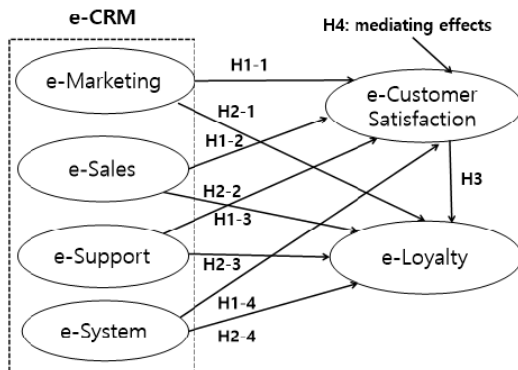 e-CRM
H4: mediating effects
e-Marketing
H1-1
e-Customer
Satisfaction
H2-1
H1-2
e-Sales
H2-2
H3
H1-3
e-Support
H2-3
e-Loyalty
H1-4
e-System
H2-4